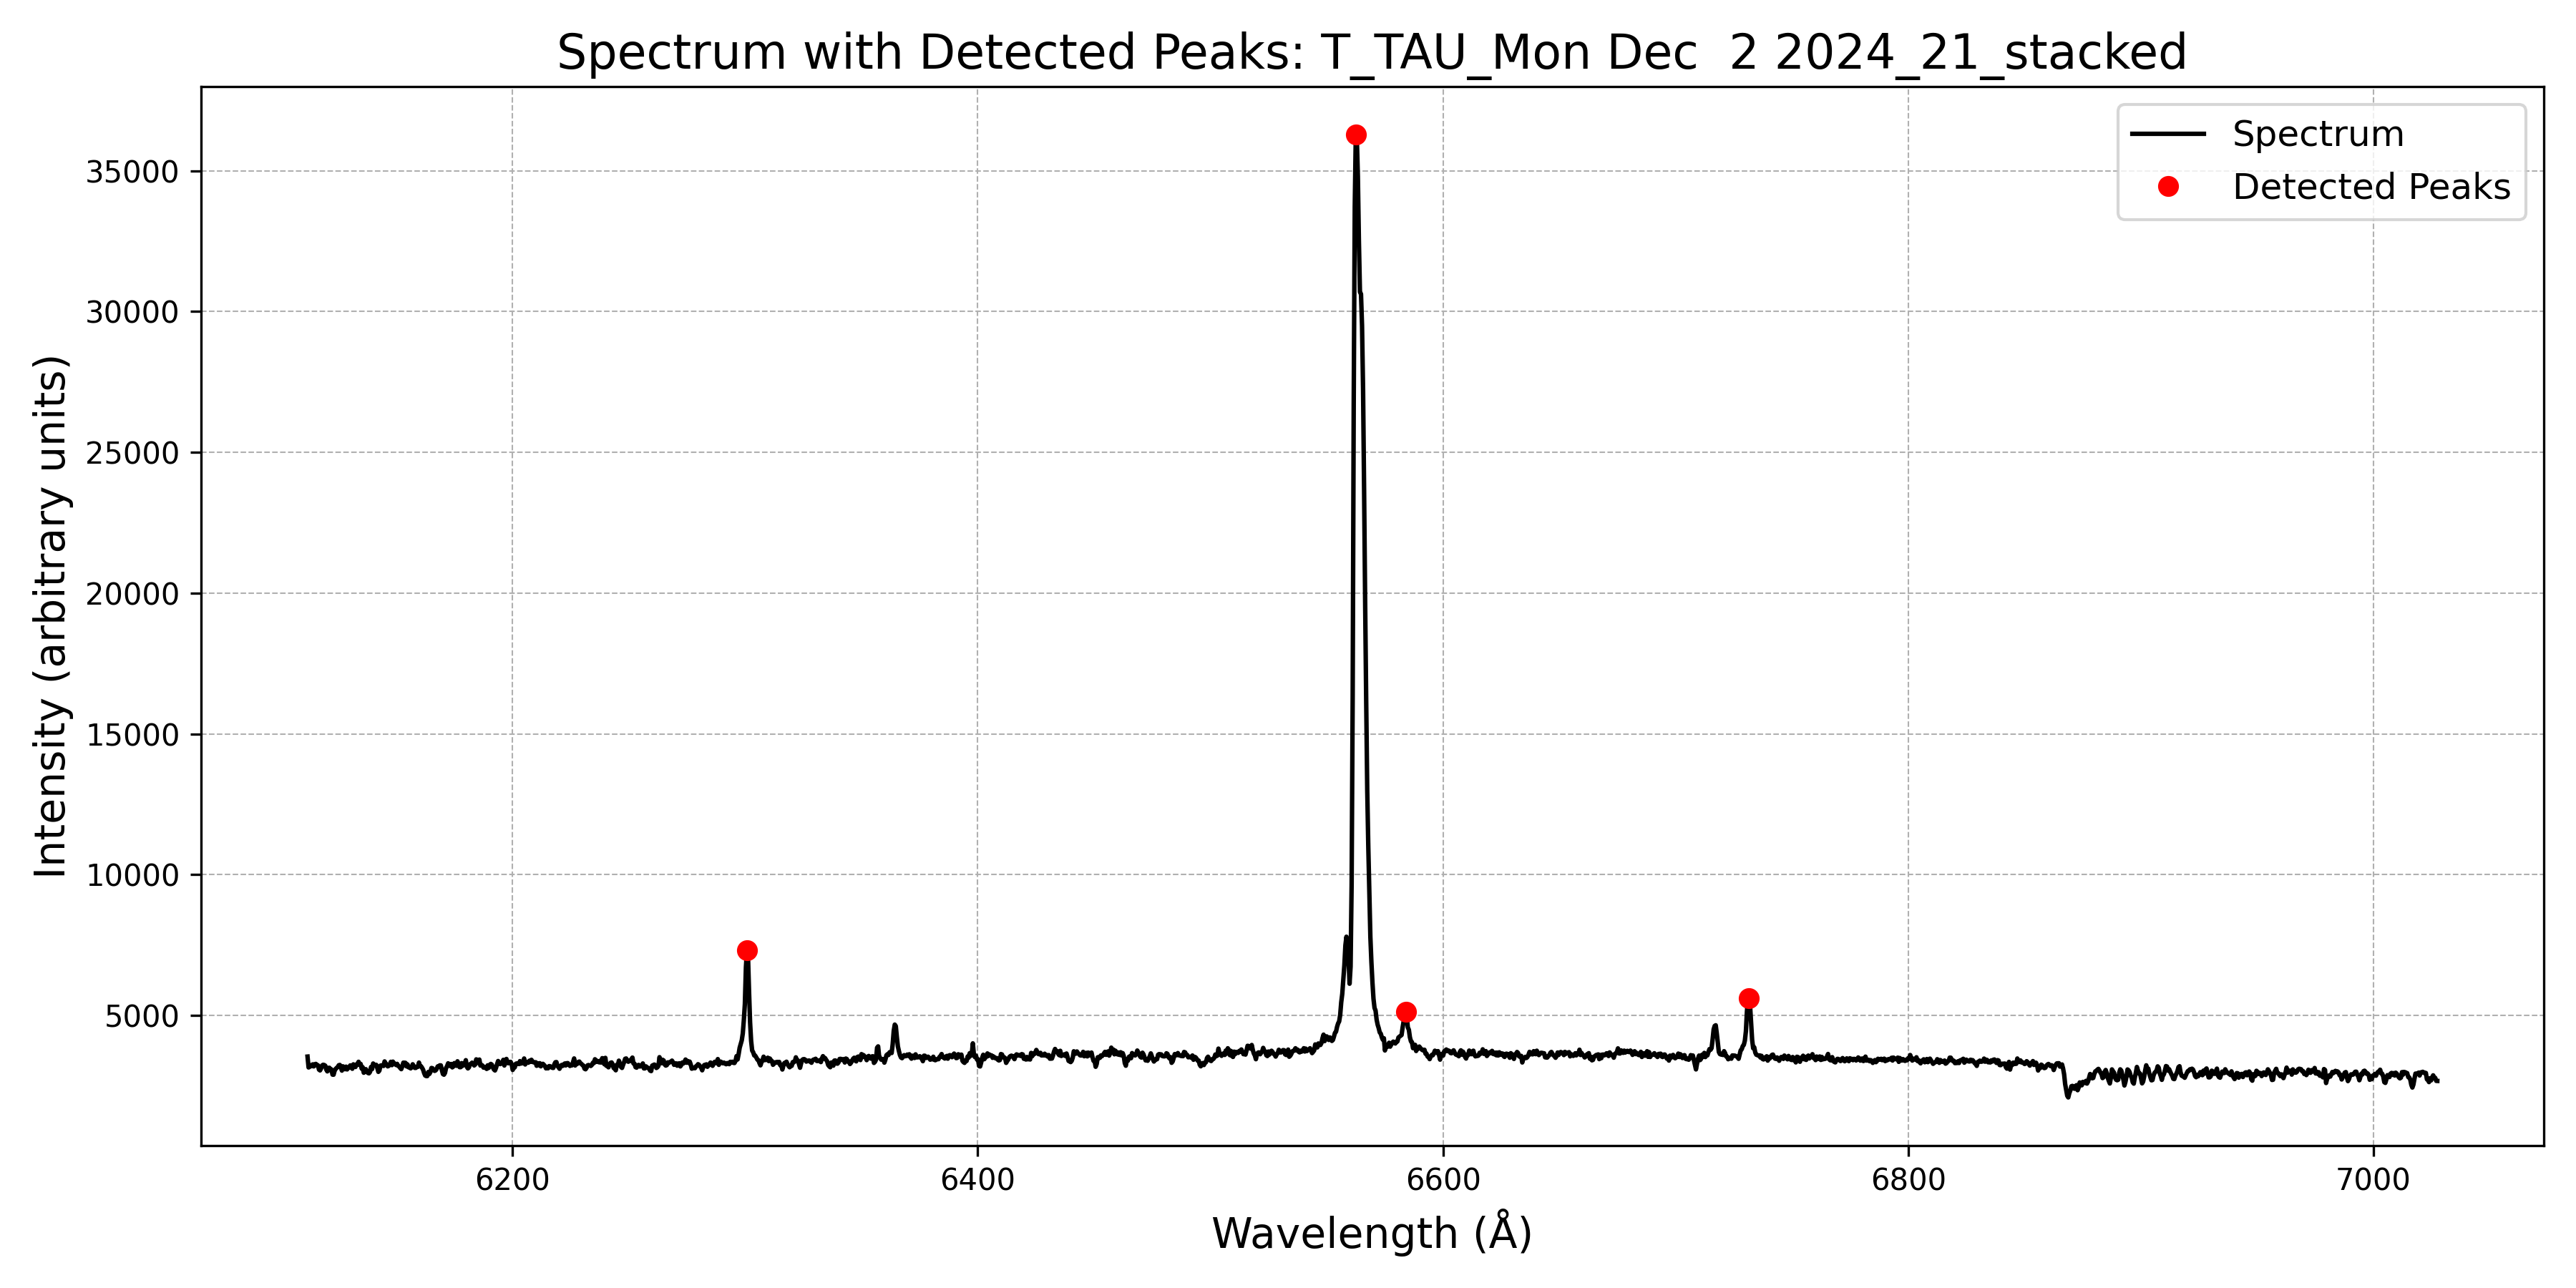 Spectrum with Detected Peaks: T_TAU_Mon Dec  2 2024_21_stacked
Spectrum
Detected Peaks
Intensity (arbitrary units)
35000
30000
25000
20000
15000
10000
5000
6200
6400
6600
6800
7000
Wavelength (Å)